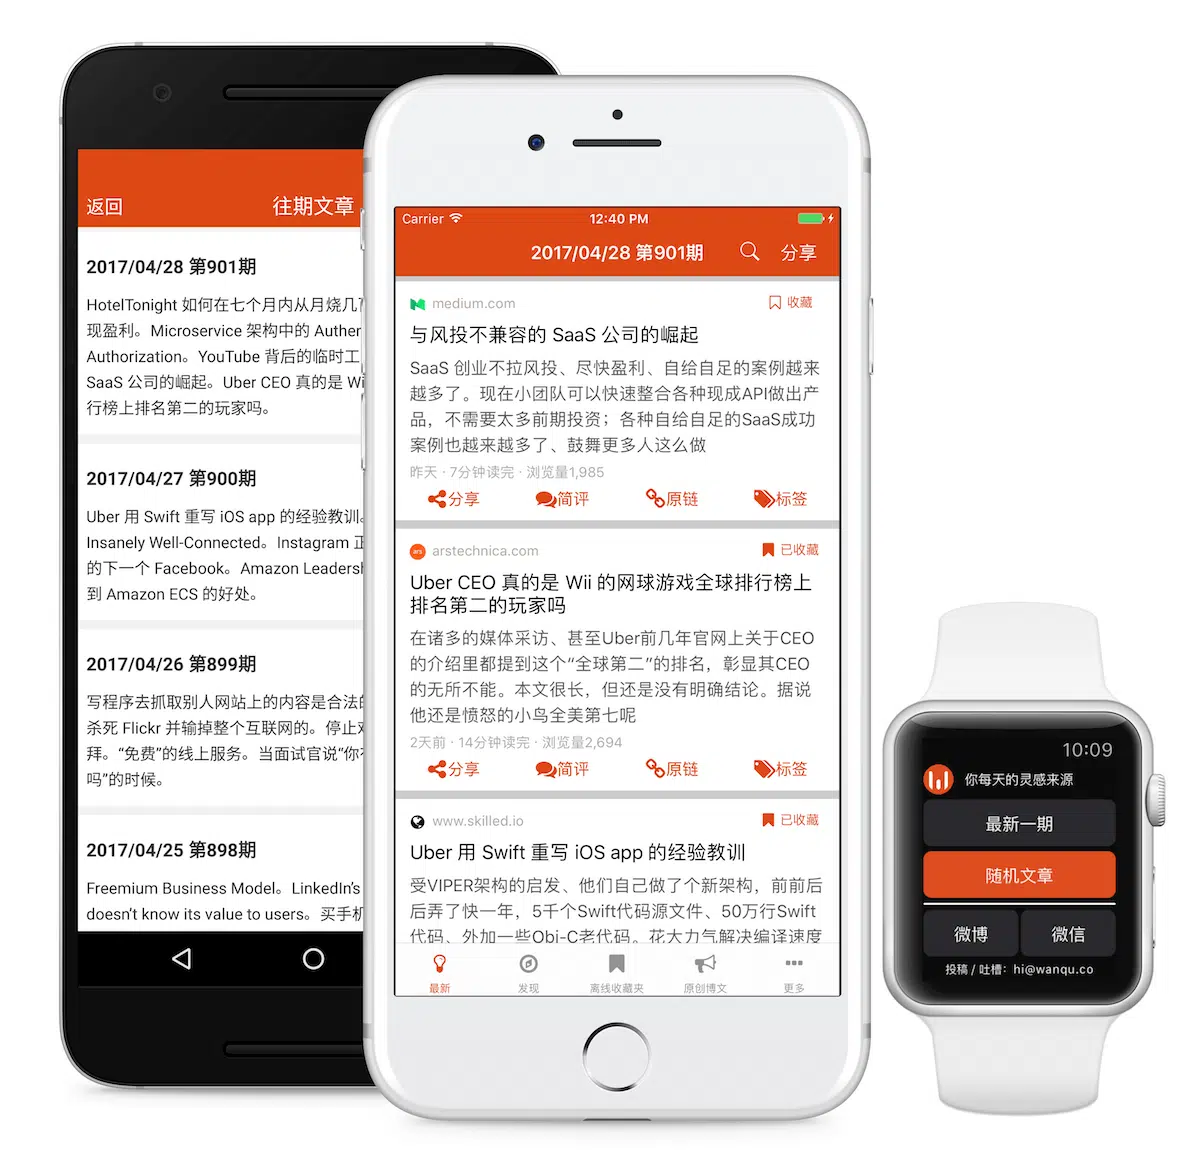 返回
往期文章
2017/04/28 第901期
HotelTonight 如何在七个月内从月烧几
现盈利。Microservice 架构中的 Authen
Authorization。YouTube 背后的临时工
SaaS 公司的崛起。Uber CEO 真的是 Wi
行榜上排名第二的玩家吗。
2017/04/27 第900期
Uber 用 Swift 重写 iOS app 的经验教训。
Insanely Well-Connected。Instagram 正
的下一个 Facebook。Amazon Leadersh
到 Amazon ECS 的好处。
2017/04/26 第899期
写程序去抓取别人网站上的内容是合法的
杀死 Flickr 并输掉整个互联网的。停止对
拜。“免费”的线上服务。当面试官说“你有
吗”的时候。
2017/04/25 第898期
Freemium Business Model。LinkedIn’s
doesn’t know its value to users。买手机
Carrier
12:40 PM
2017/04/28 第901期
分享
medium.com
收藏
与风投不兼容的 SaaS 公司的崛起
SaaS 创业不拉风投、尽快盈利、自给自足的案例越来
越多了。现在小团队可以快速整合各种现成API做出产
品，不需要太多前期投资；各种自给自足的SaaS成功
案例也越来越多了、鼓舞更多人这么做
昨天 · 7分钟读完 · 浏览量1,985
分享
简评
原链
标签
ars
arstechnica.com
已收藏
Uber CEO 真的是 Wii 的网球游戏全球排行榜上
排名第二的玩家吗
在诸多的媒体采访、甚至Uber前几年官网上关于CEO
的介绍里都提到这个“全球第二”的排名，彰显其CEO
的无所不能。本文很长，但还是没有明确结论。据说
他还是愤怒的小鸟全美第七呢
2天前 · 14分钟读完 · 浏览量2,694
分享
简评
原链
标签
www.skilled.io
已收藏
Uber 用 Swift 重写 iOS app 的经验教训
受VIPER架构的启发、他们自己做了个新架构，前前后
后弄了快一年，5千个Swift代码源文件、50万行Swift
代码、外加一些Obj-C老代码。花大力气解决编译速度
最新
发现
离线收藏夹
原创博文
更多
10:09
你每天的灵感来源
最新一期
随机文章
微博
微信
投稿 / 吐槽：hi@wanqu.co